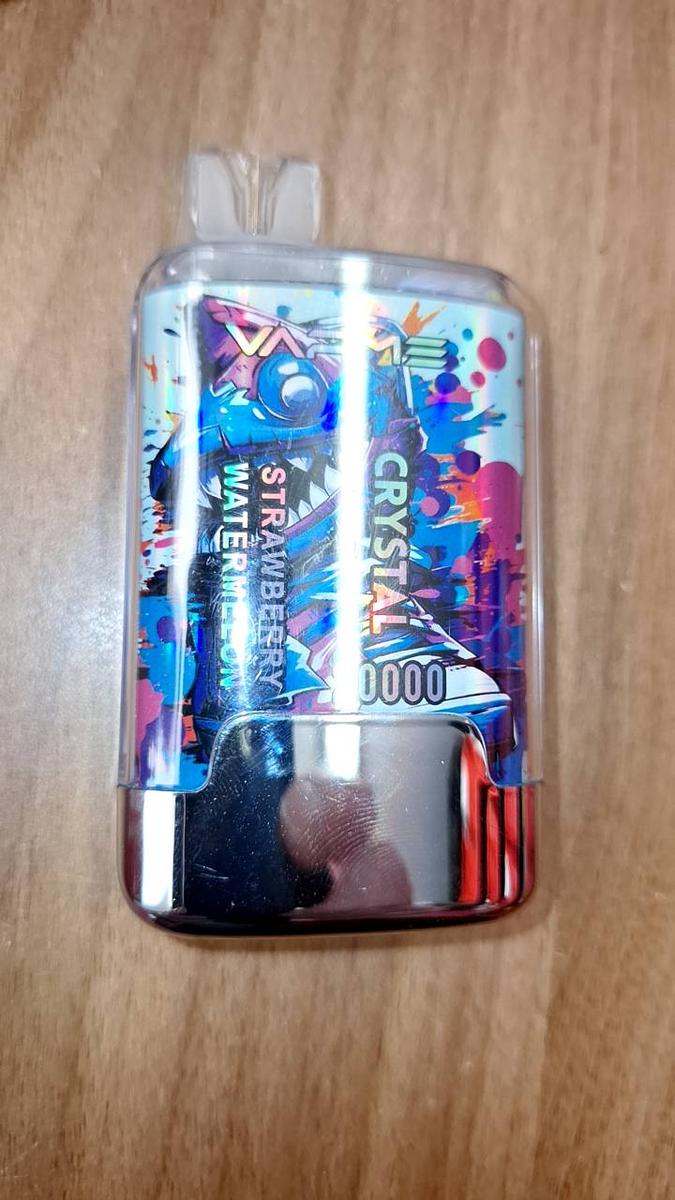 CRYSTAL
0000
STRAWBERRY
WATERMELON